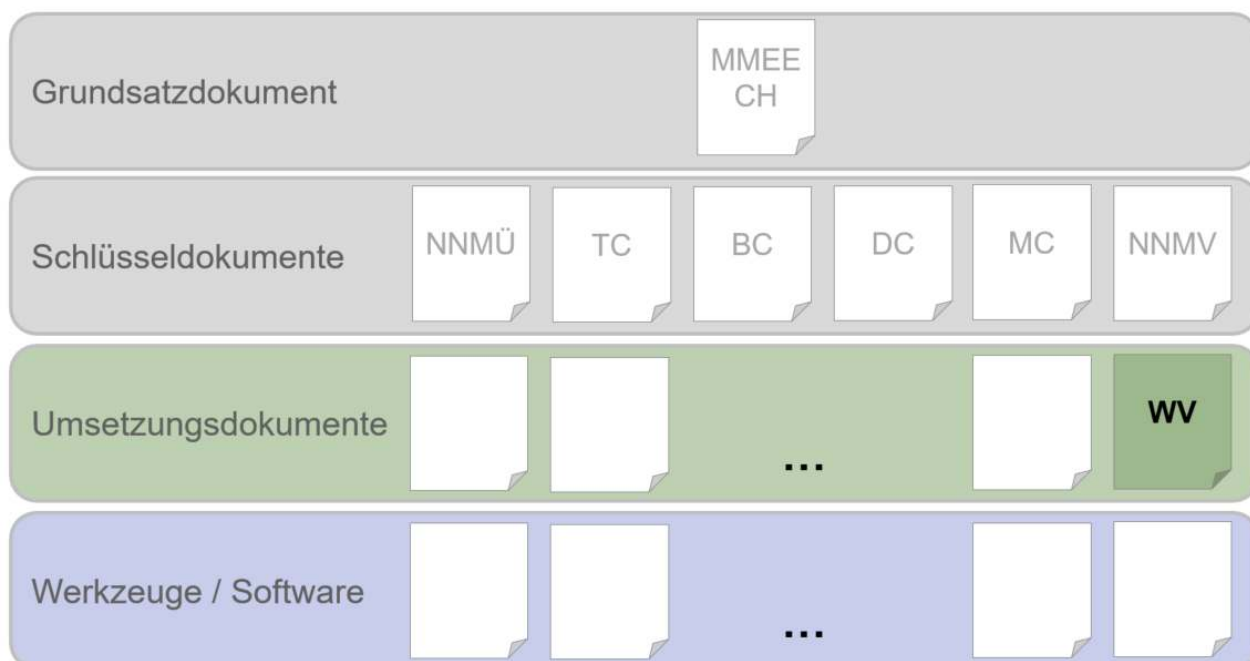 Grundsatzdokument
MMEE
CH
Schlüsseldokumente
NNMÜ
TC
BC
DC
MC
NNMV
Umsetzungsdokumente
...
WV
Werkzeuge / Software
...